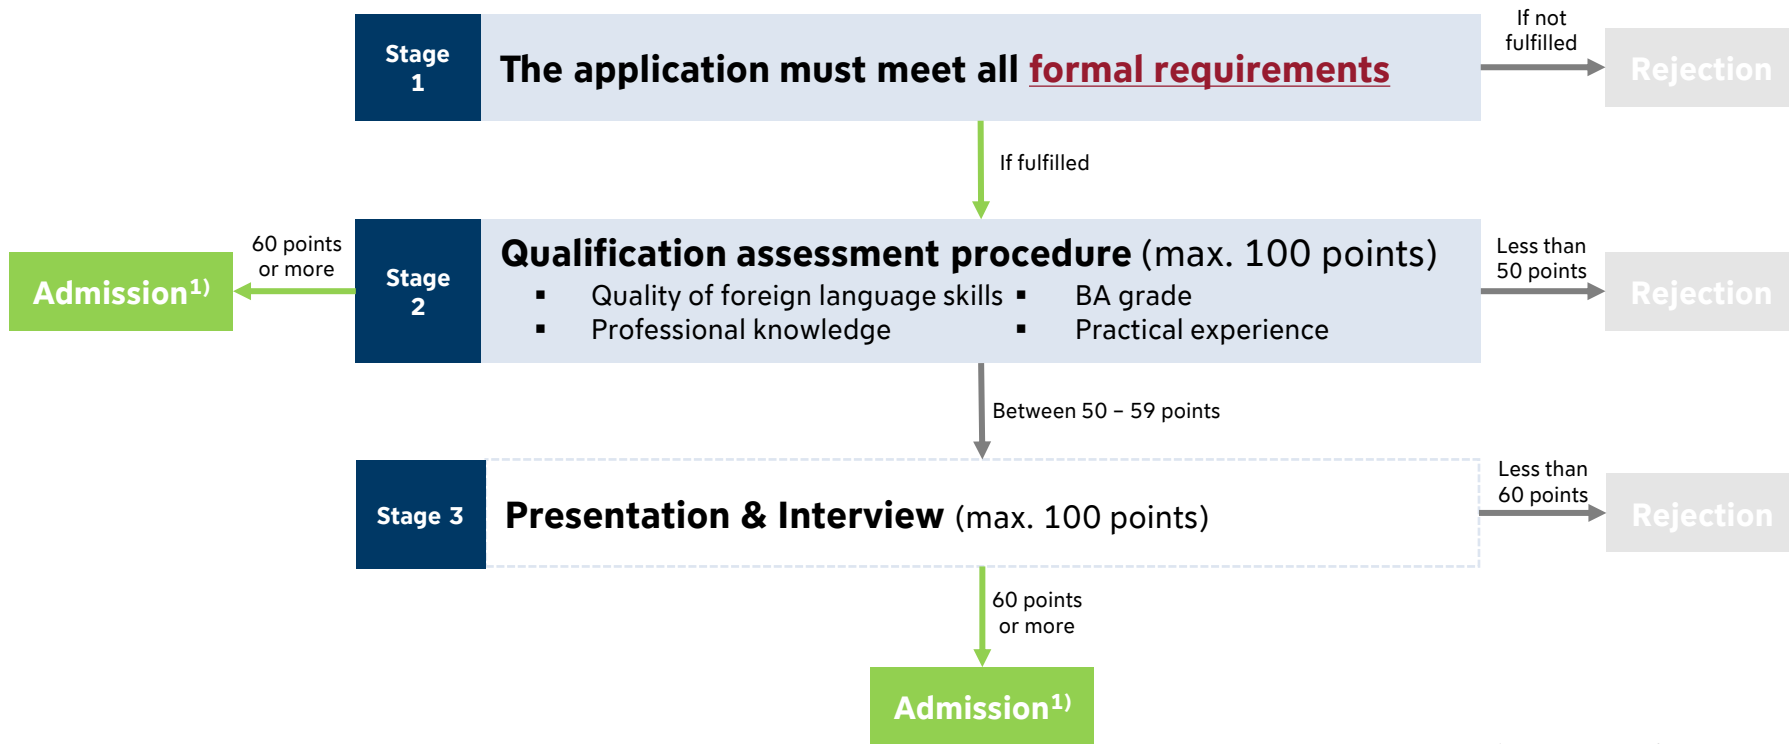 Stage
1
The application must meet all formal requirements
If not
fulfilled
Rejection
If fulfilled
Admission1)
60 points
or more
Stage
2
Qualification assessment procedure (max. 100 points)
▪ Quality of foreign language skills ▪ BA grade
▪ Professional knowledge ▪ Practical experience
Less than
50 points
Rejection
Between 50 – 59 points
Stage 3
Presentation & Interview (max. 100 points)
Less than
60 points
Rejection
60 points
or more
Admission1)